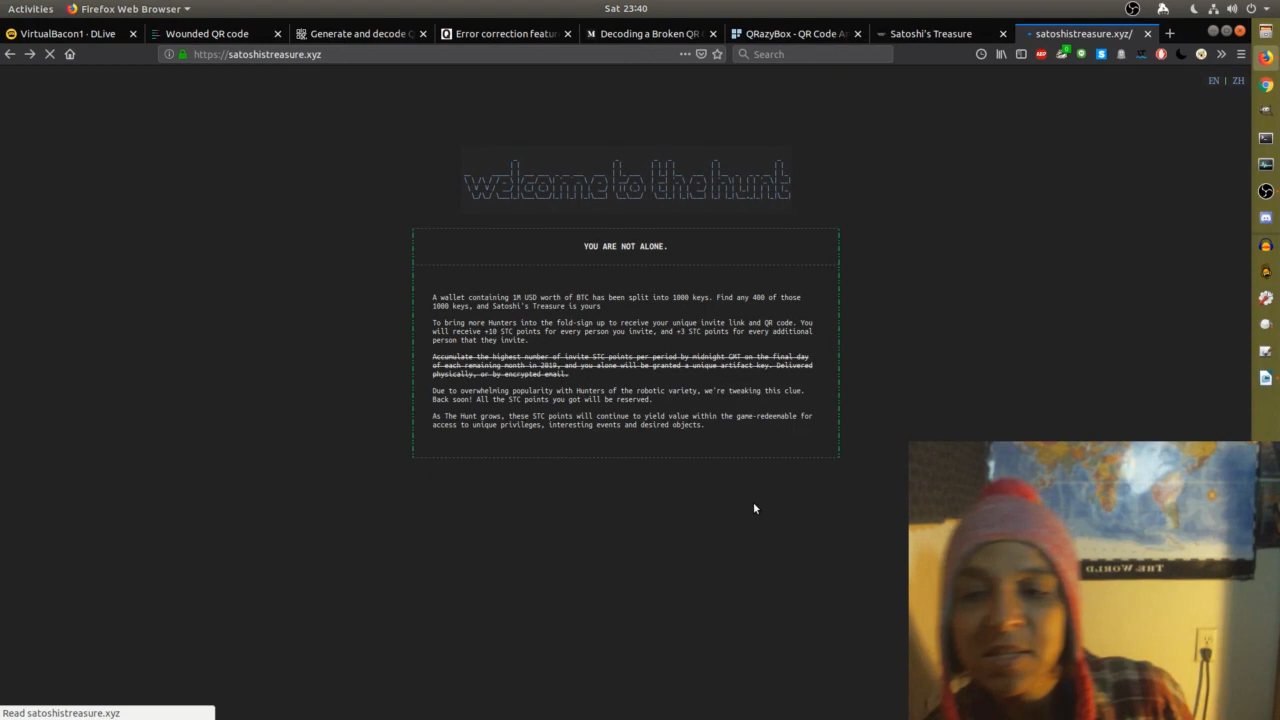 Activities
Firefox Web Browser
Sat 23:40
VirtualBacon1 - DLive
Wounded QR code
Generate and decode Q
Error correction featur
Decoding a Broken QR
QRazyBox - QR Code An
Satoshi's Treasure
satoshistreasure.xyz/
https://satoshistreasure.xyz
Search
EN | ZH
welcome to the hunt
YOU ARE NOT ALONE.
A wallet containing 1M USD worth of BTC has been split into 1000 keys. Find any 400 of those
1000 keys, and Satoshi's Treasure is yours
To bring more Hunters into the fold-sign up to receive your unique invite link and QR code. You
will receive +10 STC points for every person you invite, and +3 STC points for every additional
person that they invite.
Accumulate the highest number of invite STC points per period by midnight GMT on the final day
of each remaining month in 2019, and you alone will be granted a unique artifact key. Delivered
physically, or by encrypted email.
Due to overwhelming popularity with Hunters of the robotic variety, we're tweaking this clue.
Back soon! All the STC points you got will be reserved.
As The Hunt grows, these STC points will continue to yield value within the game-redeemable for
access to unique privileges, interesting events and desired objects.
THE WORLD
Read satoshistreasure.xyz